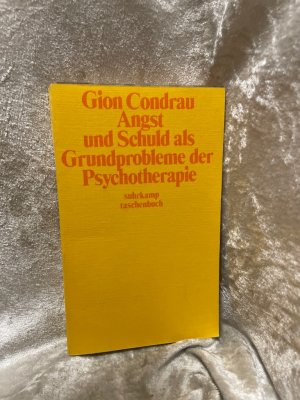 Gion Condrau
Angst
und Schuld als
Grundprobleme der
Psychotherapie
suhrkamp
taschenbuch